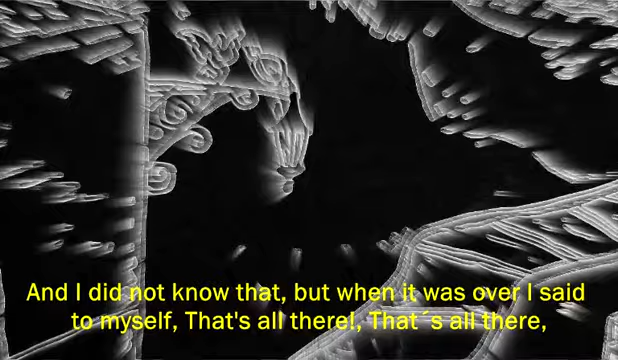 And I did not know that, but when it was over I said
to myself, That's all there!, That´s all there,